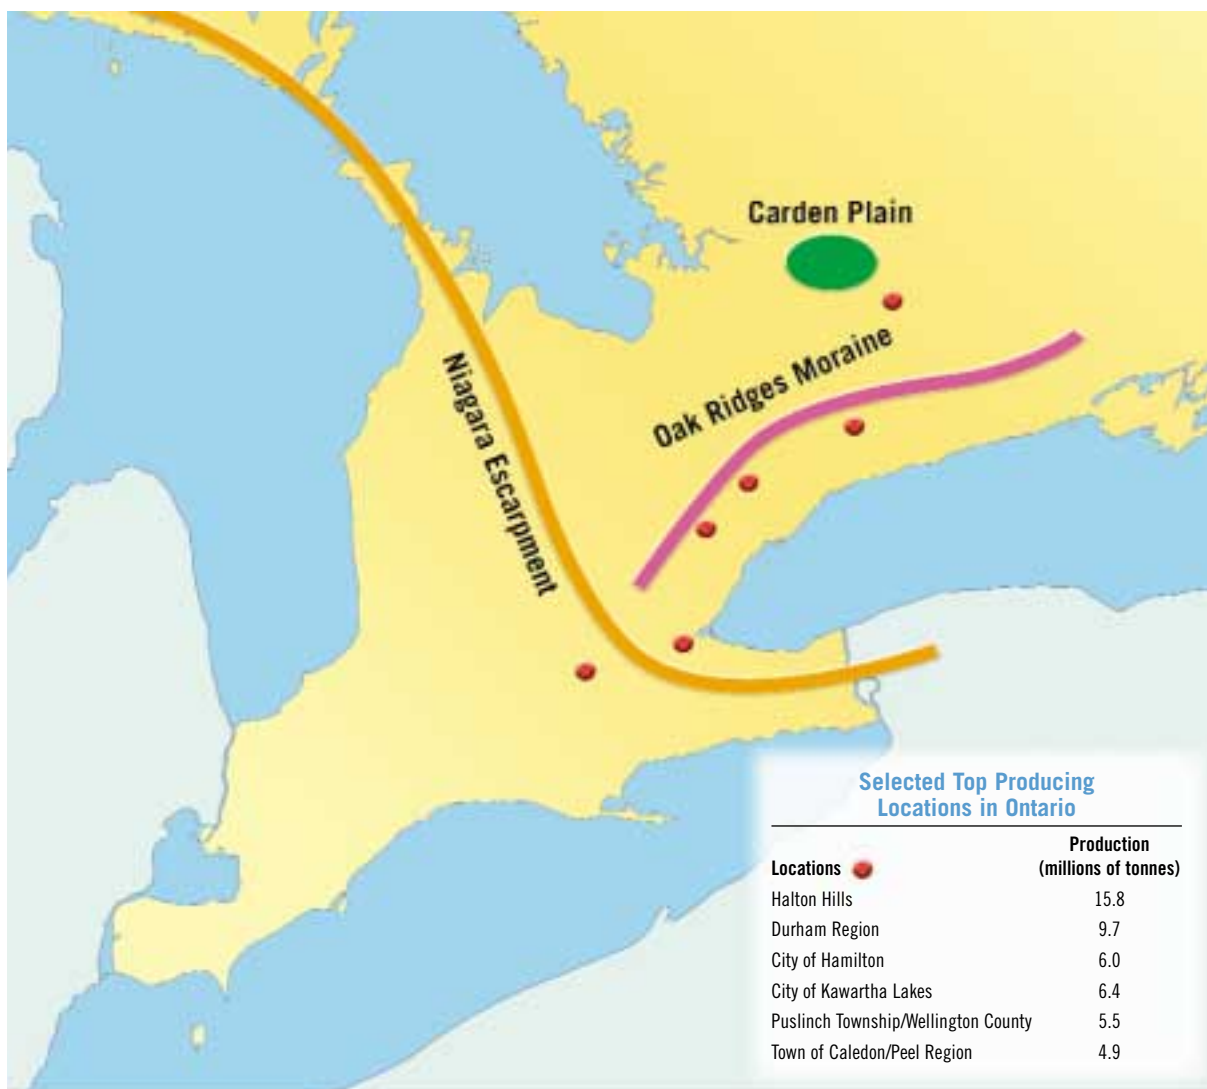 Carden Plain
Oak Ridges Moraine
Niagara Escarpment
Selected Top Producing
Locations in Ontario
Production
Locations (millions of tonnes)
Halton Hills 15.8
Durham Region 9.7
City of Hamilton 6.0
City of Kawartha Lakes 6.4
Puslinch Township/Wellington County 5.5
Town of Caledon/Peel Region 4.9